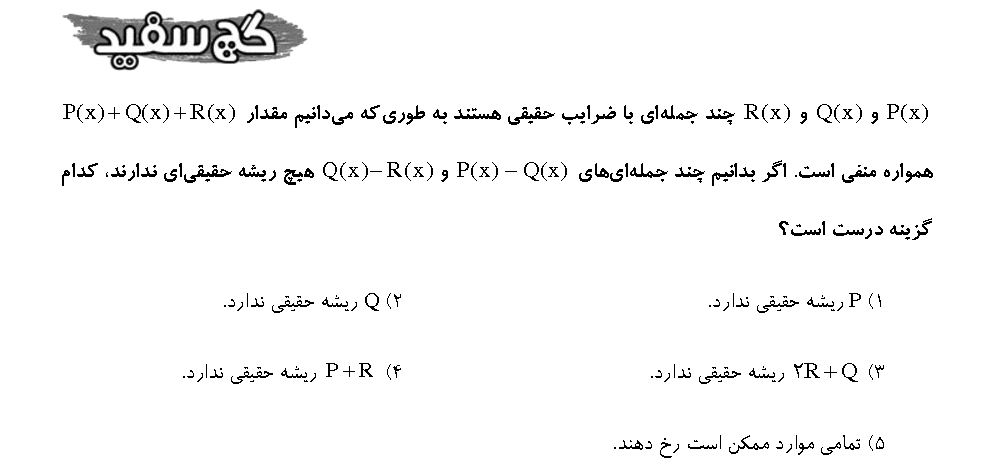 گچ سفید
P(x) و Q(x) و R(x) چند جمله‌ای با ضرایب حقیقی هستند به طوری که می‌دانیم مقدار P(x)+Q(x)+R(x)
همواره منفی است. اگر بدانیم چند جمله‌ای‌های P(x)−Q(x) و Q(x)−R(x) هیچ ریشه حقیقی‌ای ندارند، کدام
گزینه درست است؟
۱) P ریشه حقیقی ندارد. ۲) Q ریشه حقیقی ندارد.
۳) ۲R+Q ریشه حقیقی ندارد. ۴) P+R ریشه حقیقی ندارد.
۵) تمامی موارد ممکن است رخ دهند.